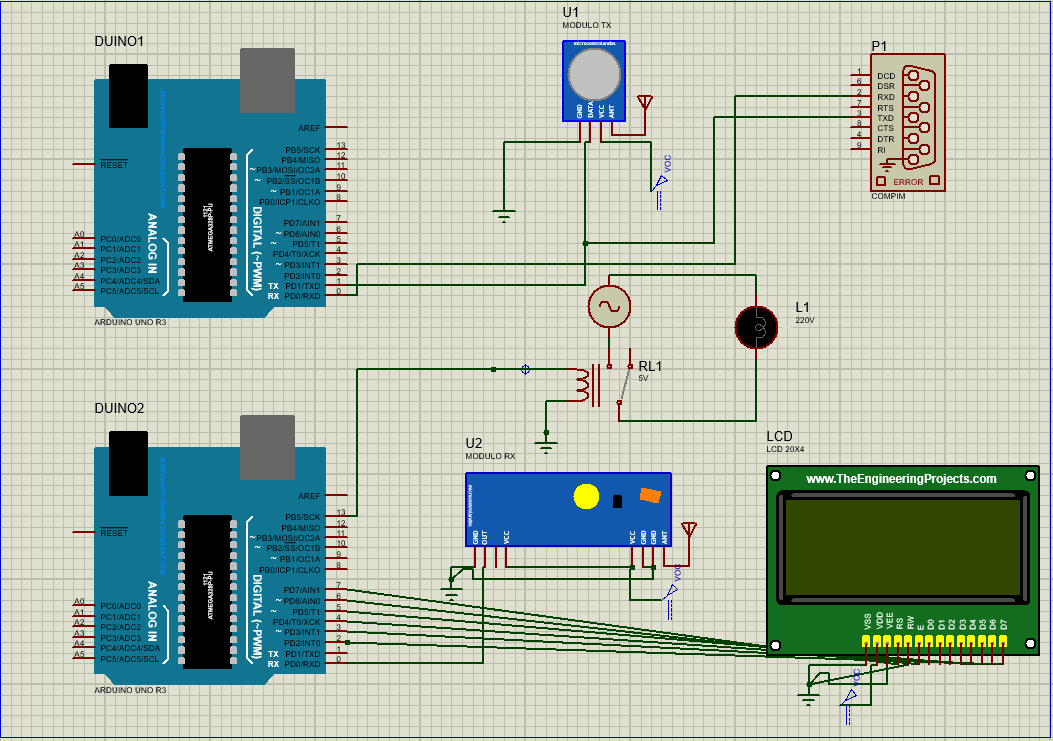 DUINO1
RESET
AREF
PB5/SCK 13
PB4/MISO 12
~PB3/MOSI/OC2A 11
~ PB2/SS/OC1B 10
~ PB1/OC1A 9
PB0/ICP1/CLKO 8
PD7/AIN1 7
~ PD6/AIN0 6
~ PD5/T1 5
PD4/T0/XCK 4
~ PD3/INT1 3
PD2/INT0 2
TX PD1/TXD 1
RX PD0/RXD 0
A0 PC0/ADC0
A1 PC1/ADC1
A2 PC2/ADC2
A3 PC3/ADC3
A4 PC4/ADC4/SDA
A5 PC5/ADC5/SCL
ANALOG IN
DIGITAL (~PWM)
1121
ATMEGA328P-PU
ARDUINO UNO R3
U1
MODULO TX
microcontrolandos
GND
DATA
VCC
ANT
VOC
P1
1 DCD
6 DSR
2 RXD
7 RTS
3 TXD
8 CTS
4 DTR
9 RI
ERROR
COMPIM
L1
220V
RL1
5V
DUINO2
RESET
AREF
PB5/SCK 13
PB4/MISO 12
~PB3/MOSI/OC2A 11
~ PB2/SS/OC1B 10
~ PB1/OC1A 9
PB0/ICP1/CLKO 8
PD7/AIN1 7
~ PD6/AIN0 6
~ PD5/T1 5
PD4/T0/XCK 4
~ PD3/INT1 3
PD2/INT0 2
TX PD1/TXD 1
RX PD0/RXD 0
A0 PC0/ADC0
A1 PC1/ADC1
A2 PC2/ADC2
A3 PC3/ADC3
A4 PC4/ADC4/SDA
A5 PC5/ADC5/SCL
ANALOG IN
DIGITAL (~PWM)
1121
ATMEGA328P-PU
ARDUINO UNO R3
U2
MODULO RX
GND
OUT
VCC
VCC
GND
GND
ANT
VOC
LCD
LCD 20X4
www.TheEngineeringProjects.com
VSS
VDD
VEE
RS
RW
E
D0
D1
D2
D3
D4
D5
D6
D7
VOC